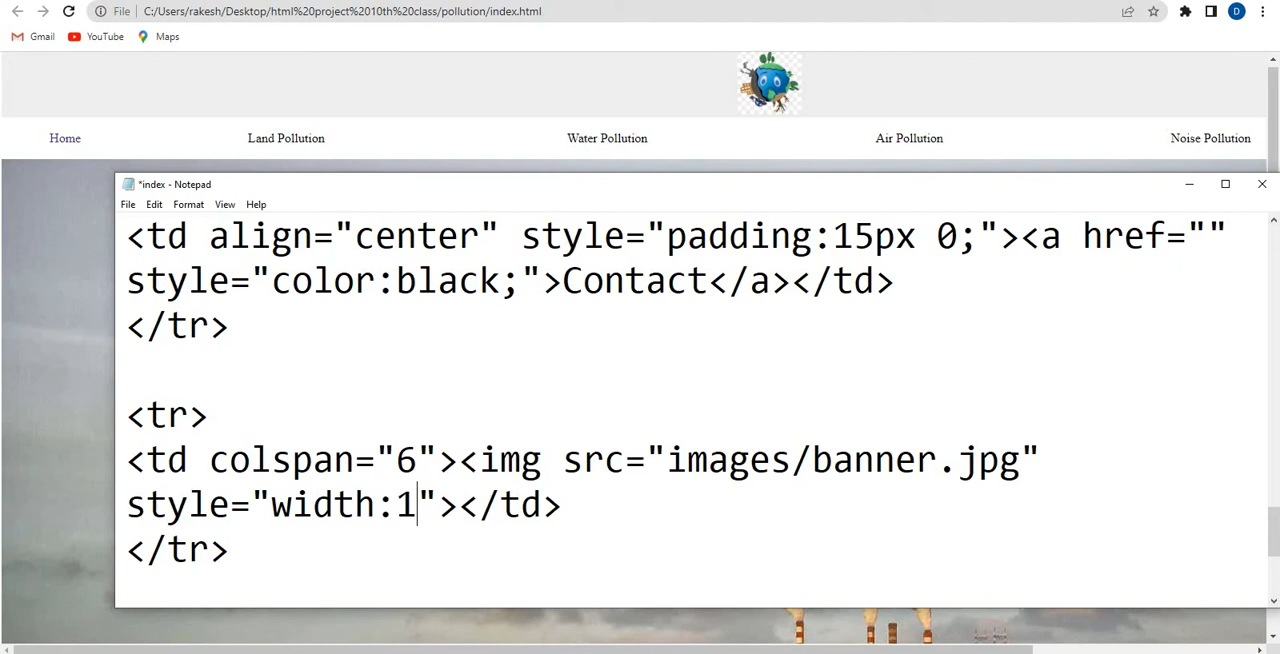 File C:/Users/rakesh/Desktop/html%20project%2010th%20class/pollution/index.html D
Gmail YouTube Maps
Home Land Pollution Water Pollution Air Pollution Noise Pollution
*index - Notepad
File Edit Format View Help
<td align="center" style="padding:15px 0;"><a href=""
style="color:black;">Contact</a></td>
</tr>
<tr>
<td colspan="6"><img src="images/banner.jpg"
style="width:1"></td>
</tr>